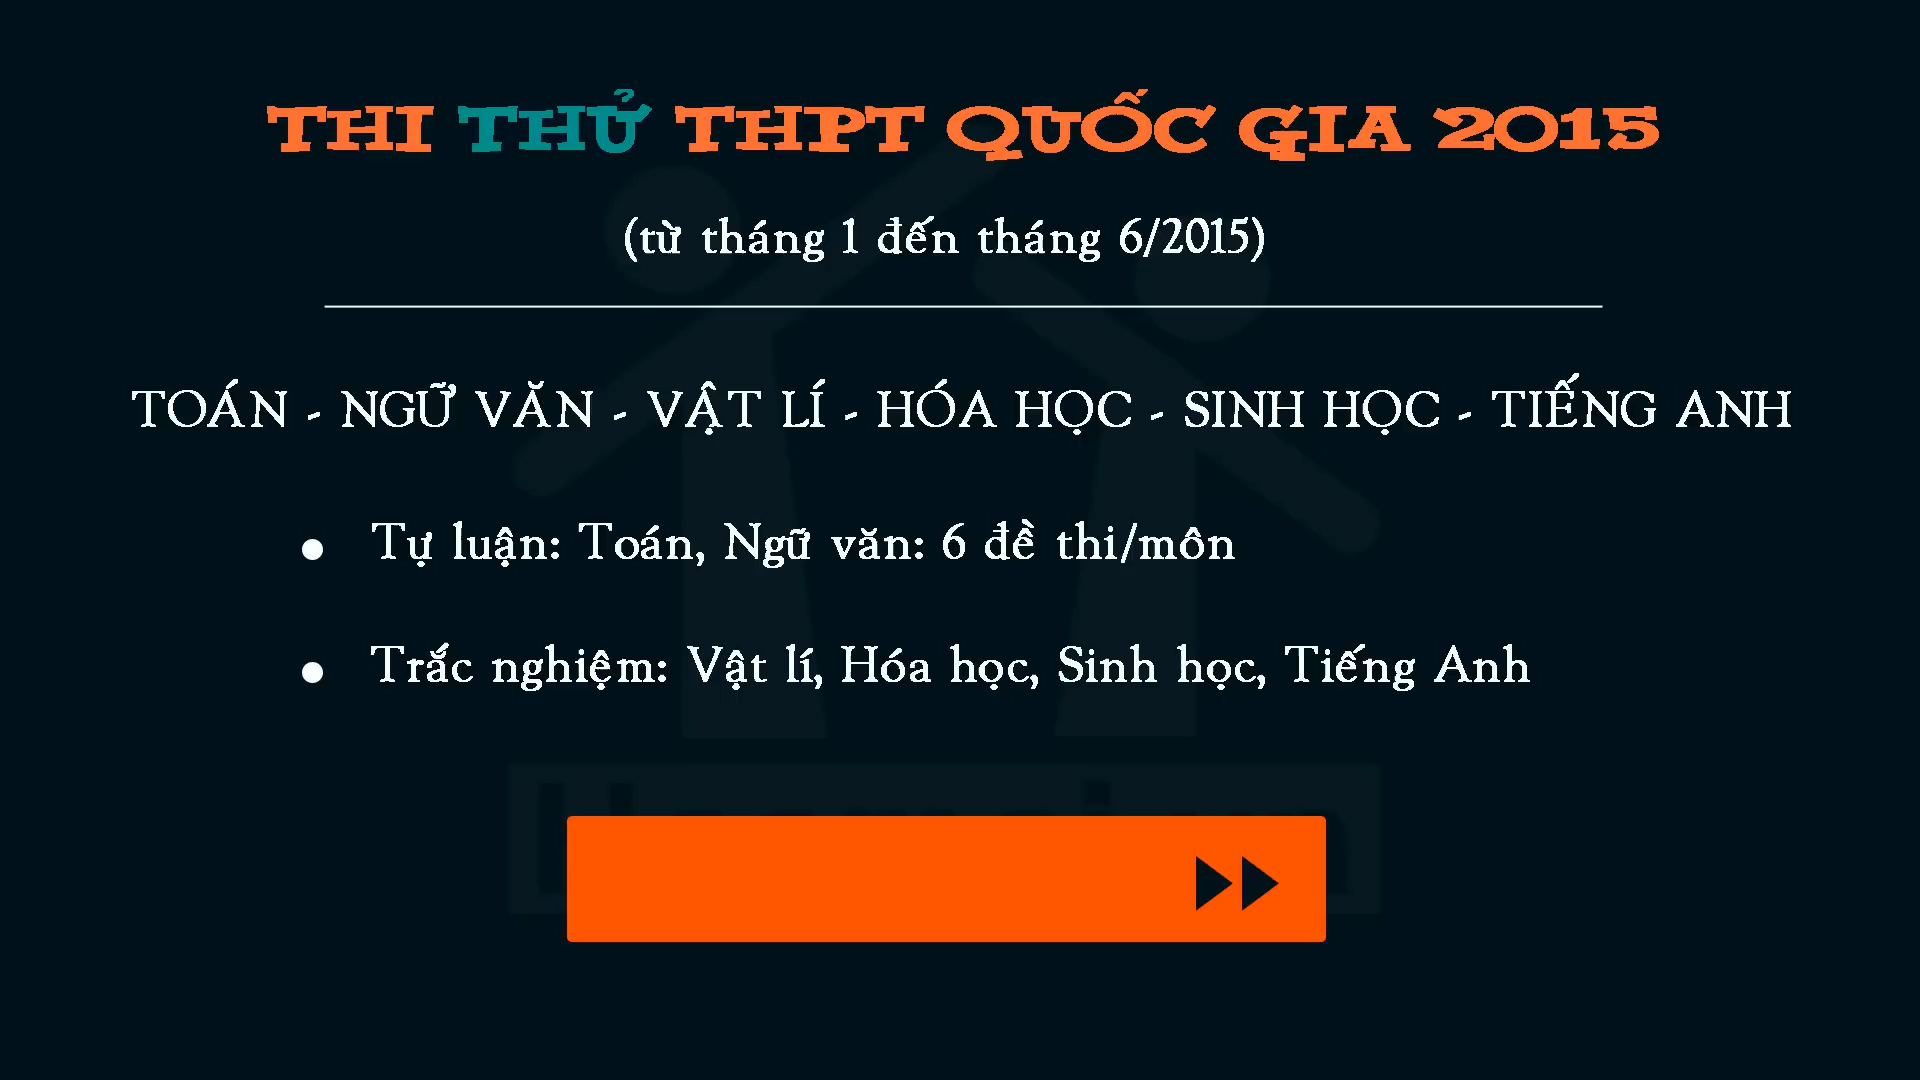 THI THỬ THPT QUỐC GIA 2015
(từ tháng 1 đến tháng 6/2015)
TOÁN - NGỮ VĂN - VẬT LÍ - HÓA HỌC - SINH HỌC - TIẾNG ANH
• Tự luận: Toán, Ngữ văn: 6 đề thi/môn
• Trắc nghiệm: Vật lí, Hóa học, Sinh học, Tiếng Anh